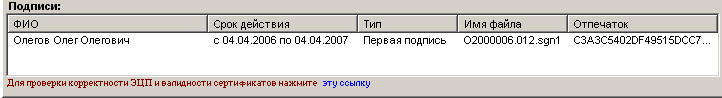 Подписи:
ФИО Срок действия Тип Имя файла Отпечаток
Олегов Олег Олегович с 04.04.2006 по 04.04.2007 Первая подпись O2000006.012.sgn1 C3A3C5402DF49515DCC7...
Для проверки корректности ЭЦП и валидности сертификатов нажмите эту ссылку